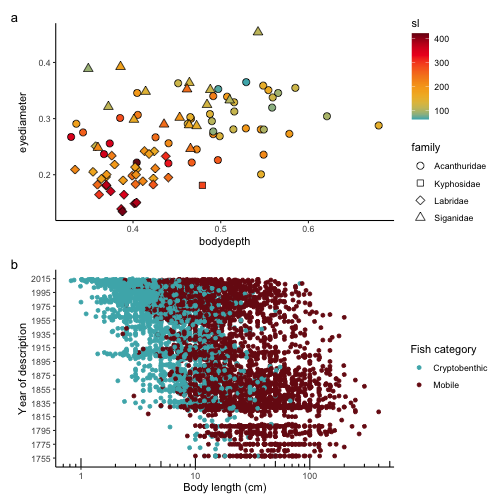 a
eyediameter
0.4
0.3
0.2
0.4
0.5
0.6
bodydepth
sl
400
300
200
100
family
Acanthuridae
Kyphosidae
Labridae
Siganidae
b
Year of description
2015
1995
1975
1955
1935
1915
1895
1875
1855
1835
1815
1795
1775
1755
1
10
100
Body length (cm)
Fish category
Cryptobenthic
Mobile